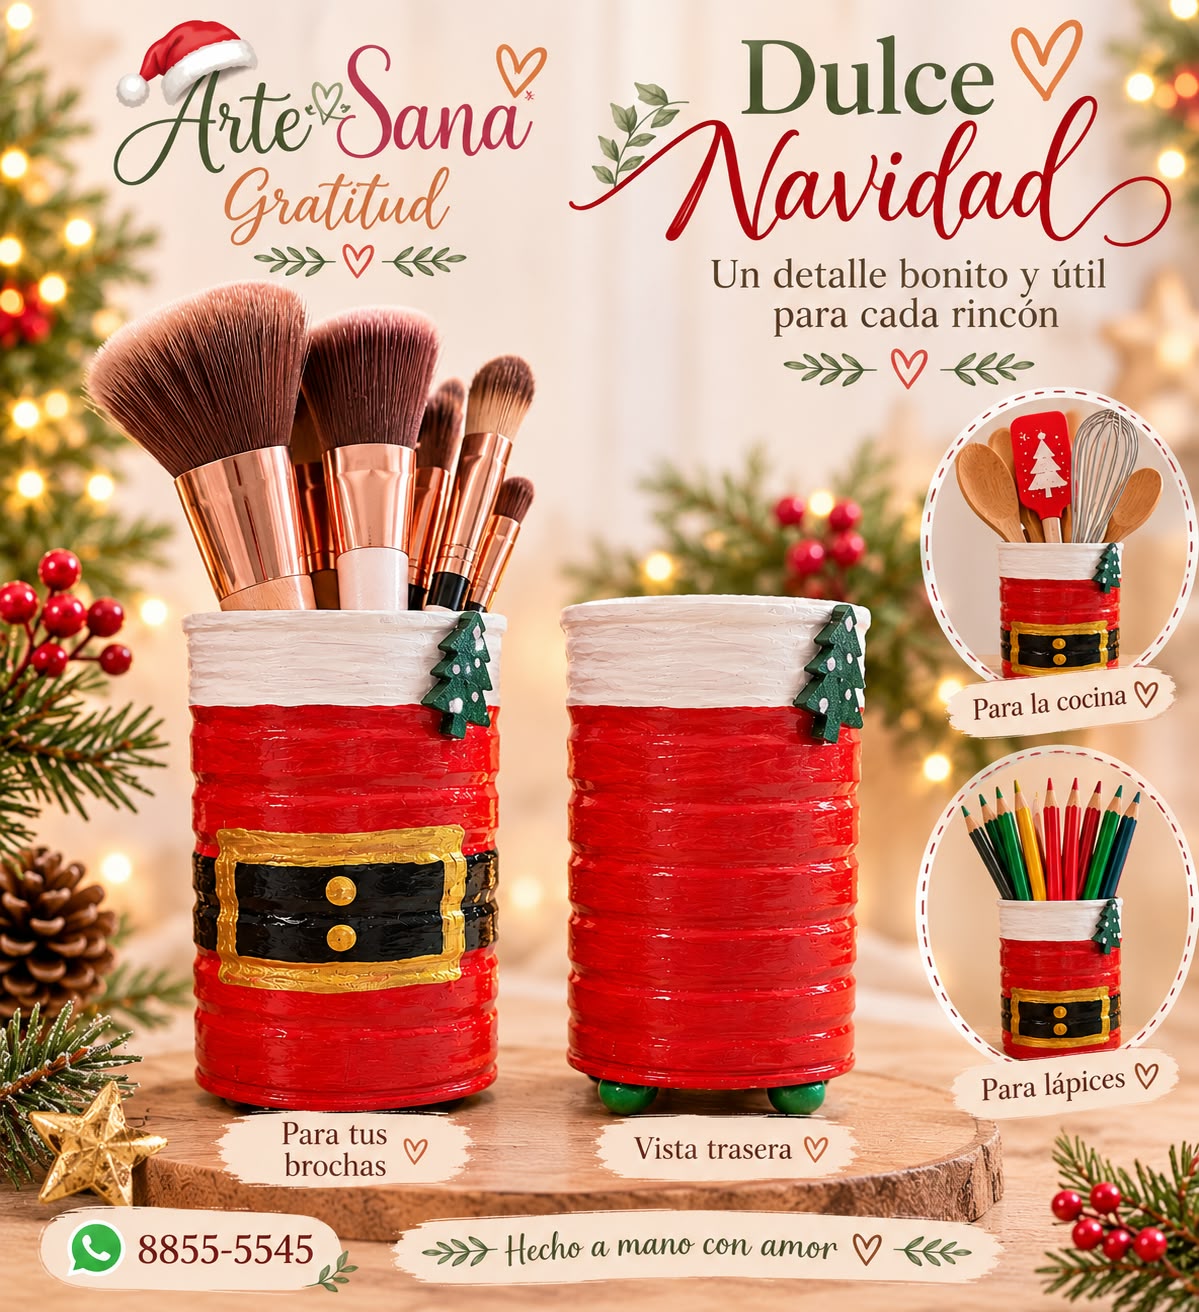 Arte Sana
Gratitud
Dulce
Navidad
Un detalle bonito y útil
para cada rincón
Para la cocina
Para lápices
Para tus
brochas
Vista trasera
8855-5545
Hecho a mano con amor